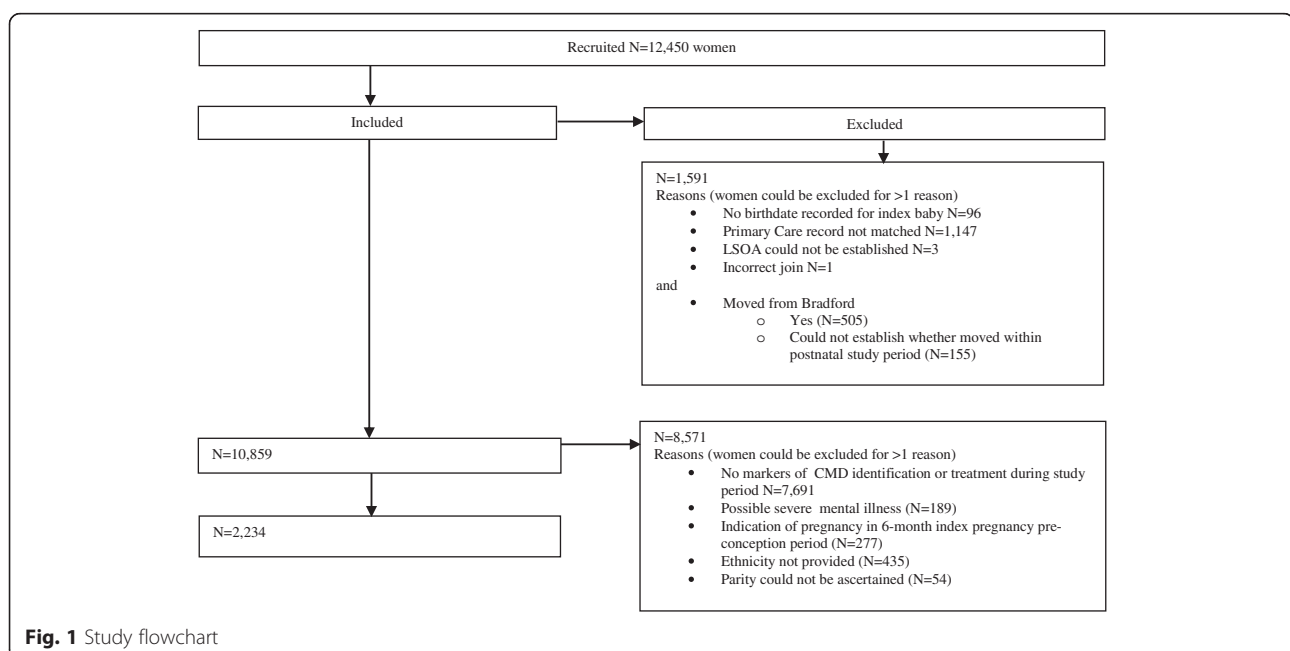 Recruited N=12,450 women
Included
Excluded
N=1,591
Reasons (women could be excluded for >1 reason)
• No birthdate recorded for index baby N=96
• Primary Care record not matched N=1,147
• LSOA could not be established N=3
• Incorrect join N=1
and
• Moved from Bradford
o Yes (N=505)
o Could not establish whether moved within
postnatal study period (N=155)
N=10,859
N=8,571
Reasons (women could be excluded for >1 reason)
• No markers of CMD identification or treatment during study
period N=7,691
• Possible severe mental illness (N=189)
• Indication of pregnancy in 6-month index pregnancy pre-
conception period (N=277)
• Ethnicity not provided (N=435)
• Parity could not be ascertained (N=54)
N=2,234
Fig. 1 Study flowchart